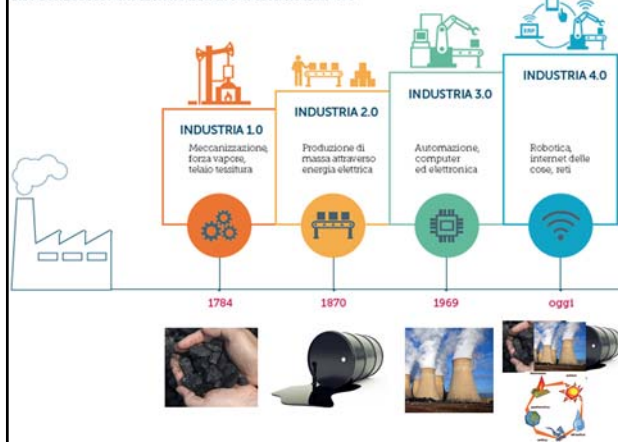 INDUSTRIA 1.0
Meccanizzazione,
forza vapore,
telaio tessitura
INDUSTRIA 2.0
Produzione di
massa attraverso
energia elettrica
INDUSTRIA 3.0
Automazione,
computer
ed elettronica
INDUSTRIA 4.0
Robotica,
internet delle
cose, reti
1784
1870
1969
oggi